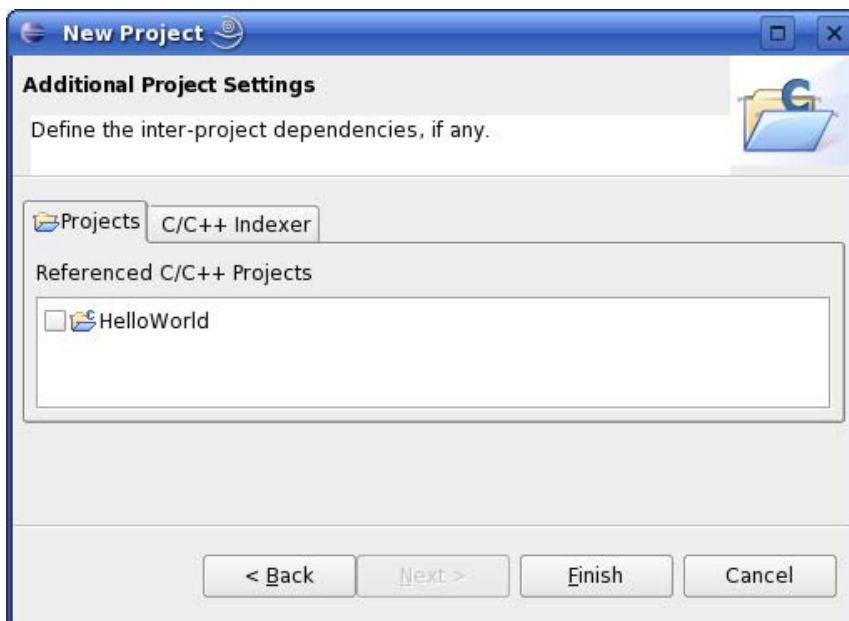 New Project
Additional Project Settings
Define the inter-project dependencies, if any.
Projects
C/C++ Indexer
Referenced C/C++ Projects
HelloWorld
< Back
Next >
Finish
Cancel